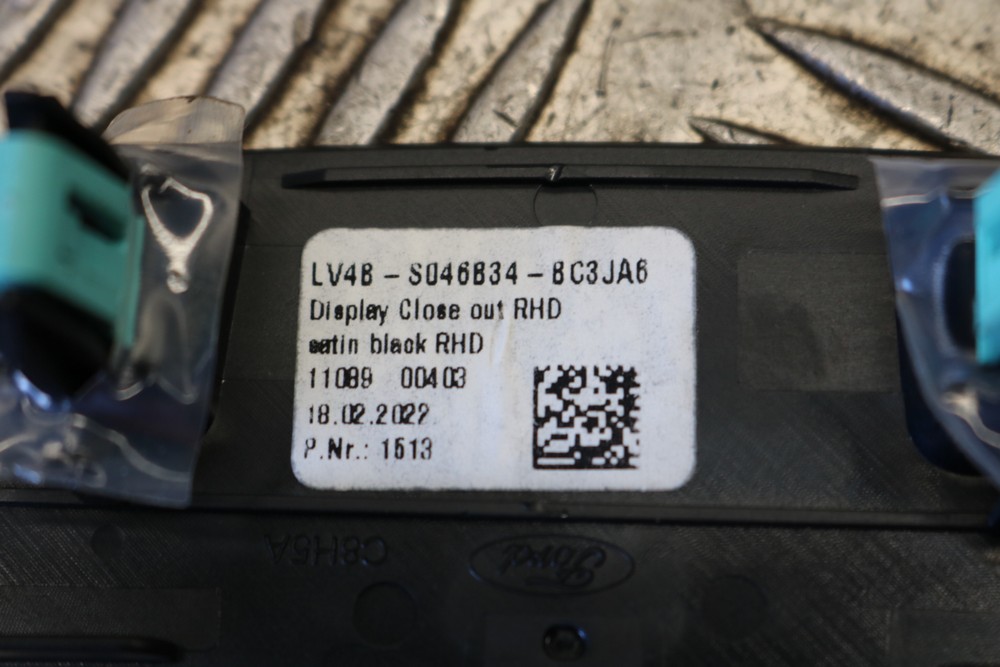 LV4B - S046B34 - BC3JA6
Display Close out RHD
satin black RHD
11089 00403
18.02.2022
P.Nr.: 1513
C8H5A
Ford